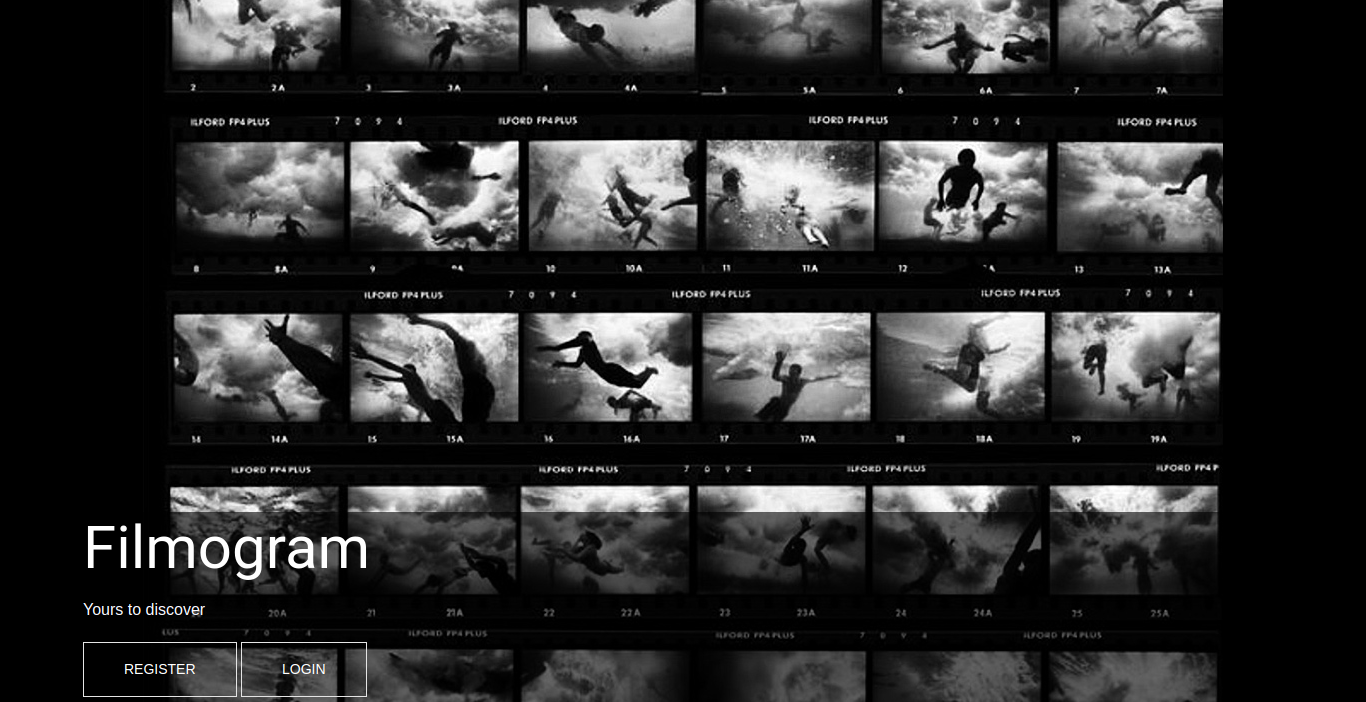 2 2A 3 3A 4 4A 5 5A 6 6A 7 7A
ILFORD FP4 PLUS 7 0 9 4 ILFORD FP4 PLUS ILFORD FP4 PLUS 7 0 9 4 ILFORD FP4 PLUS
8 8A 9 9A 10 10A 11 11A 12 13 13A
ILFORD FP4 PLUS 7 0 9 4 ILFORD FP4 PLUS ILFORD FP4 PLUS 7 0 9 4
14 14A 15 15A 16 16A 17 17A 18 18A 19 19A
ILFORD FP4 PLUS ILFORD FP4 PLUS 7 0 9 4 ILFORD FP4 PLUS ILFORD FP4 P
Filmogram
Yours to discover
20A 21 21A 22 22A 23 23A 24 24A 25 25A
LUS 7 0 9 4 ILFORD FP4 PLUS ILFORD FP4 PLUS 7 0 9 4 ILFORD FP4 PLUS
REGISTER LOGIN